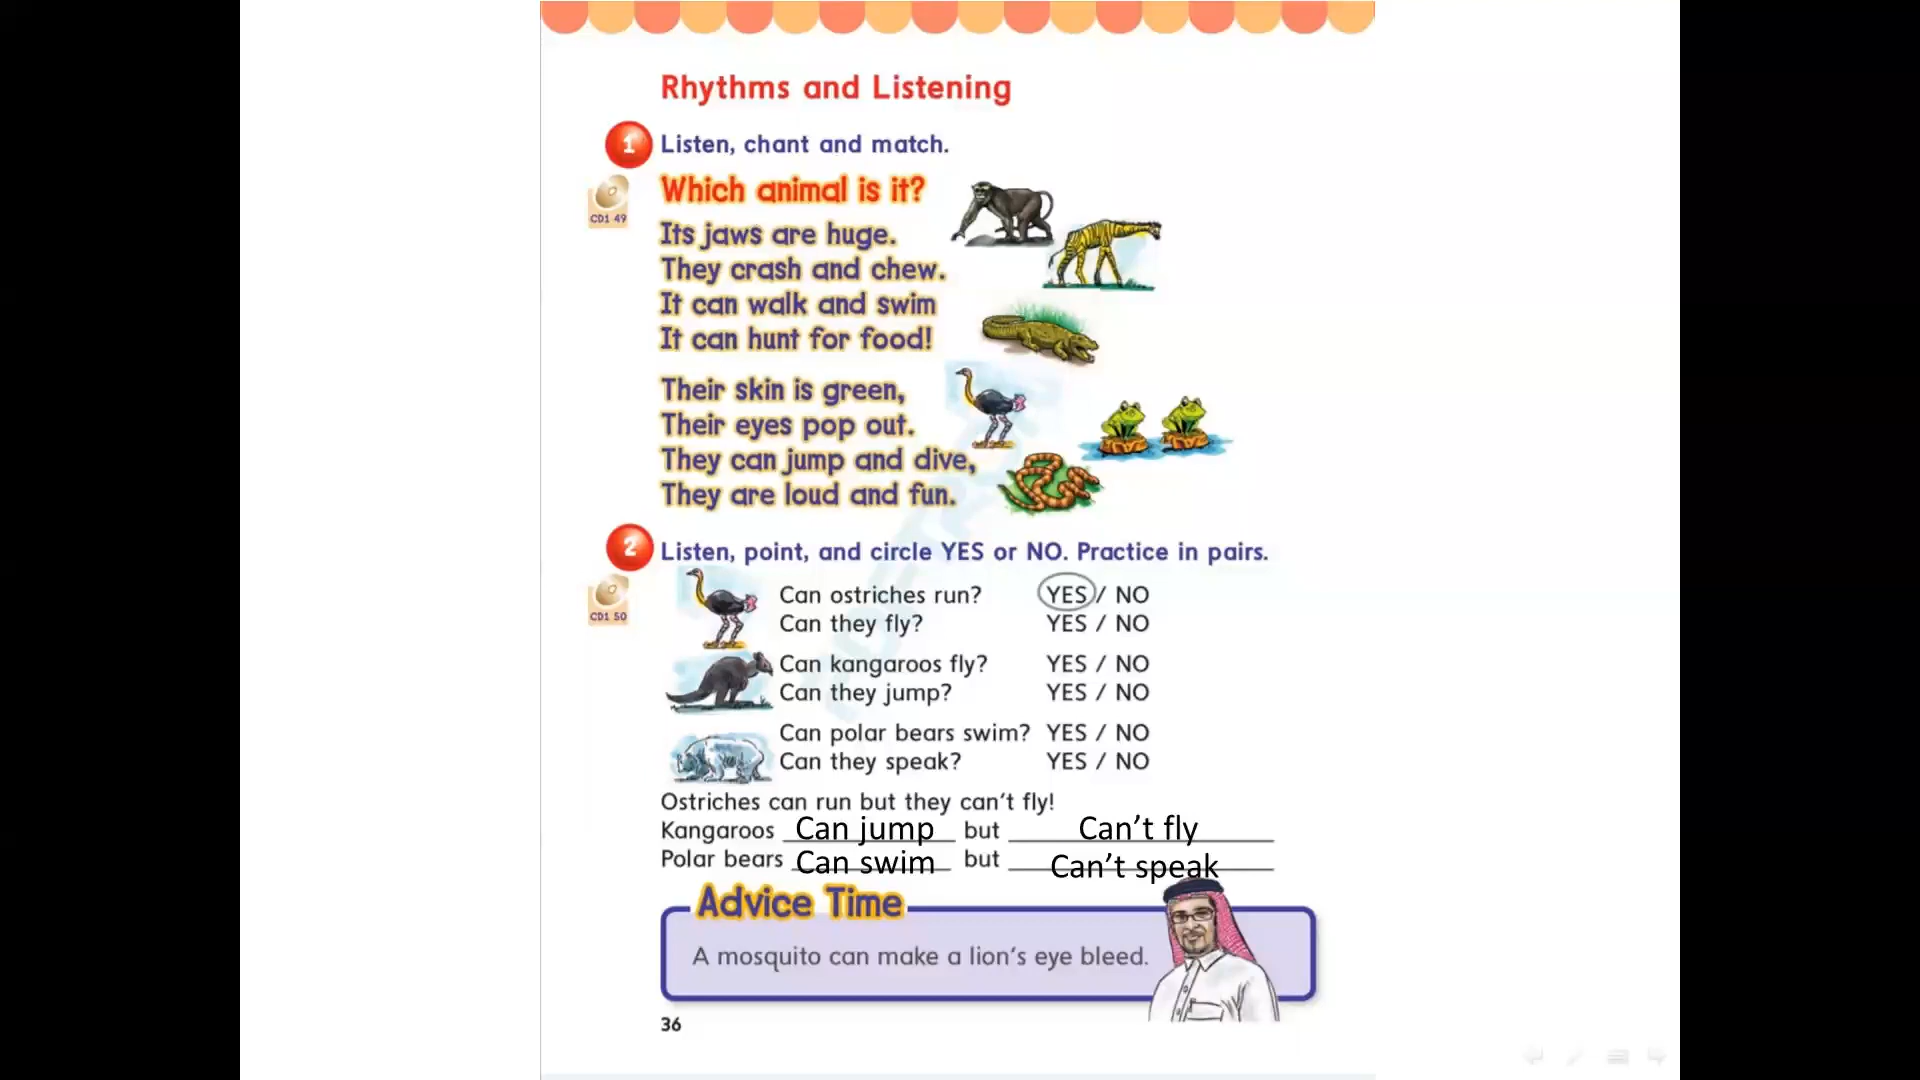 Rhythms and Listening
1 Listen, chant and match.
CD1 49
Which animal is it?
Its jaws are huge.
They crash and chew.
It can walk and swim
It can hunt for food!
Their skin is green,
Their eyes pop out.
They can jump and dive,
They are loud and fun.
2 Listen, point, and circle YES or NO. Practice in pairs.
CD1 50
Can ostriches run? YES / NO
Can they fly? YES / NO
Can kangaroos fly? YES / NO
Can they jump? YES / NO
Can polar bears swim? YES / NO
Can they speak? YES / NO
Ostriches can run but they can't fly!
Kangaroos Can jump but Can't fly
Polar bears Can swim but Can't speak
Advice Time
A mosquito can make a lion's eye bleed.
36